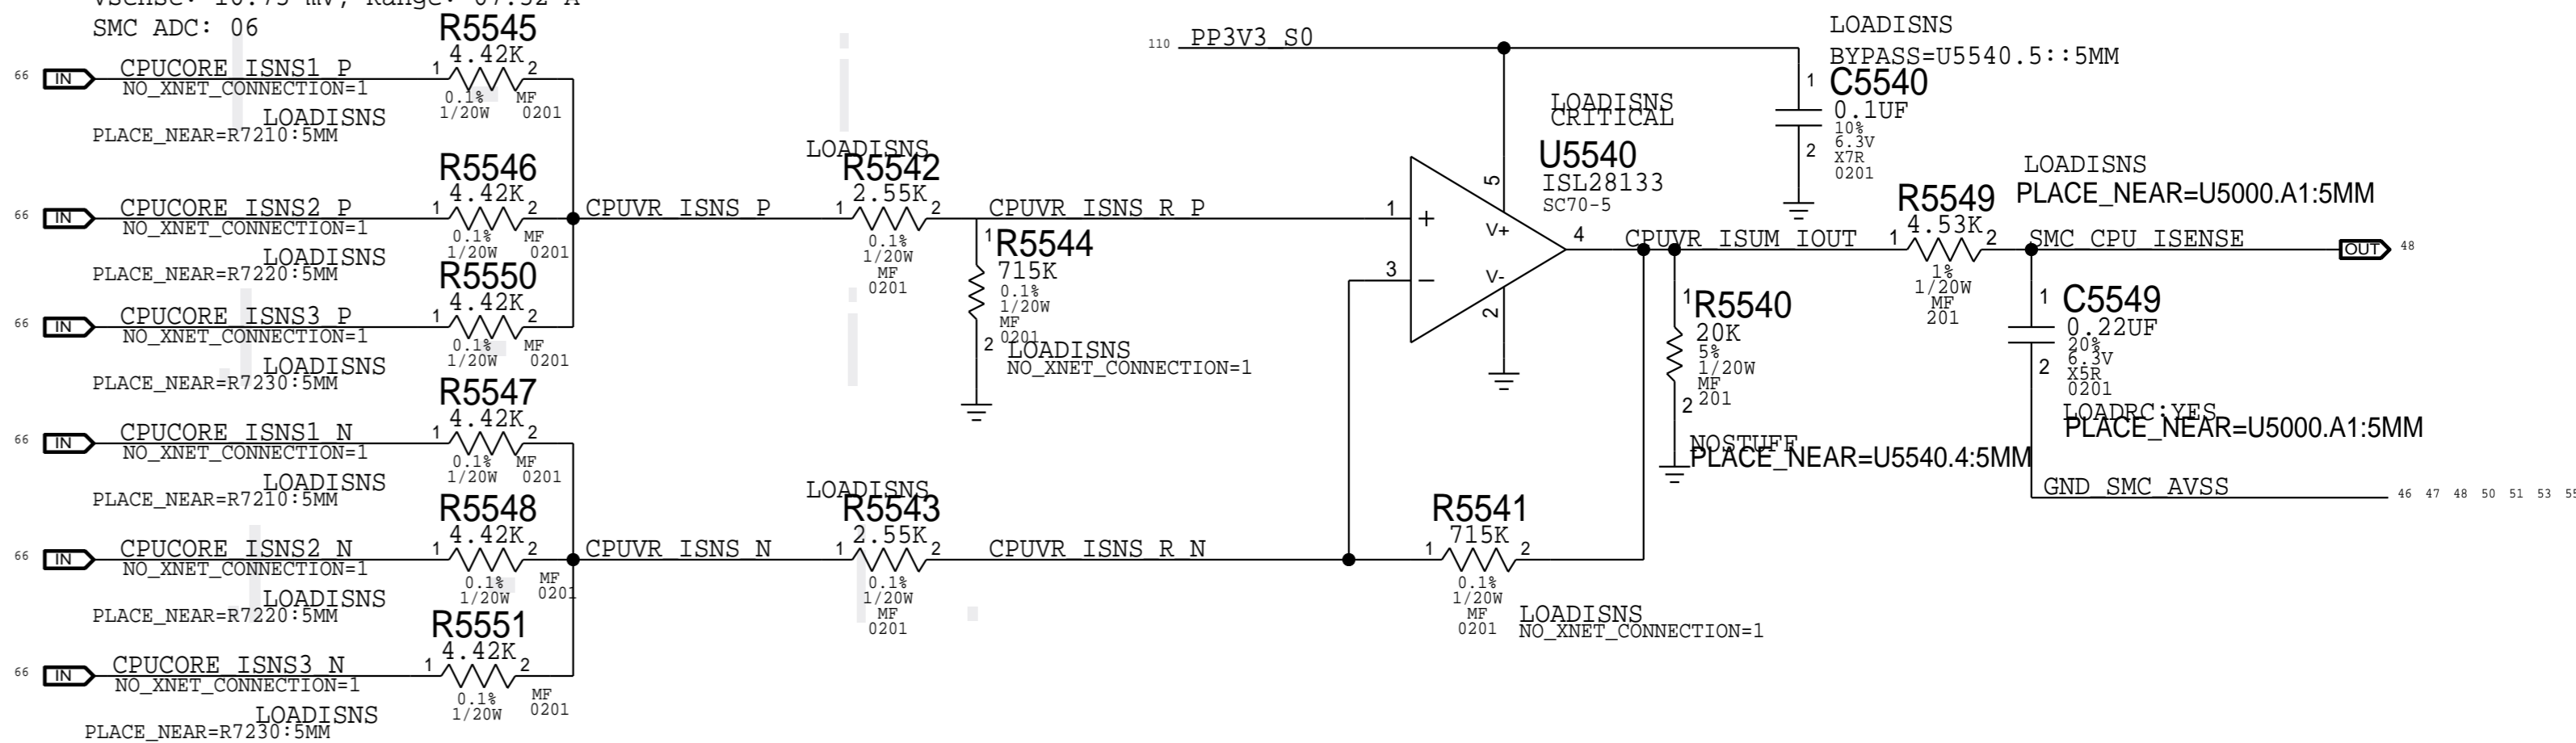 SMC ADC: 06
R5545
4.42K
66 IN CPUCORE_ISNS1_P 1 2
NO_XNET_CONNECTION=1
0.1% MF
1/20W 0201
LOADISNS
PLACE_NEAR=R7210:5MM
R5546
4.42K
66 IN CPUCORE_ISNS2_P 1 2
NO_XNET_CONNECTION=1
0.1% MF
1/20W 0201
LOADISNS
PLACE_NEAR=R7220:5MM
R5550
4.42K
66 IN CPUCORE_ISNS3_P 1 2
NO_XNET_CONNECTION=1
0.1% MF
1/20W 0201
LOADISNS
PLACE_NEAR=R7230:5MM
R5547
4.42K
66 IN CPUCORE_ISNS1_N 1 2
NO_XNET_CONNECTION=1
0.1% MF
1/20W 0201
LOADISNS
PLACE_NEAR=R7210:5MM
R5548
4.42K
66 IN CPUCORE_ISNS2_N 1 2
NO_XNET_CONNECTION=1
0.1% MF
1/20W 0201
LOADISNS
PLACE_NEAR=R7220:5MM
R5551
4.42K
66 IN CPUCORE_ISNS3_N 1 2
NO_XNET_CONNECTION=1
0.1% MF
1/20W 0201
LOADISNS
PLACE_NEAR=R7230:5MM
CPUVR_ISNS_P
LOADISNS
R5542
2.55K
1 2
0.1%
1/20W
MF
0201
CPUVR_ISNS_R_P
1
R5544
715K
0.1%
1/20W
MF
0201
2
LOADISNS
NO_XNET_CONNECTION=1
CPUVR_ISNS_N
LOADISNS
R5543
2.55K
1 2
0.1%
1/20W
MF
0201
CPUVR_ISNS_R_N
110 PP3V3_S0
LOADISNS
CRITICAL
U5540
ISL28133
SC70-5
1 +
3 -
5 V+
2 V-
4
LOADISNS
BYPASS=U5540.5::5MM
1 C5540
0.1UF
10%
6.3V
2 X7R
0201
R5541
715K
1 2
0.1%
1/20W
MF
0201
LOADISNS
NO_XNET_CONNECTION=1
CPUVR_ISUM_IOUT
1 R5540
20K
5%
1/20W
MF
2 201
NOSTUFF
PLACE_NEAR=U5540.4:5MM
LOADISNS
PLACE_NEAR=U5000.A1:5MM
R5549
4.53K
1 2
1%
1/20W
MF
201
SMC_CPU_ISENSE OUT 48
1 C5549
0.22UF
20%
6.3V
2 X5R
0201
LOADRC:YES
PLACE_NEAR=U5000.A1:5MM
GND_SMC_AVSS 46 47 48 50 51 53 55